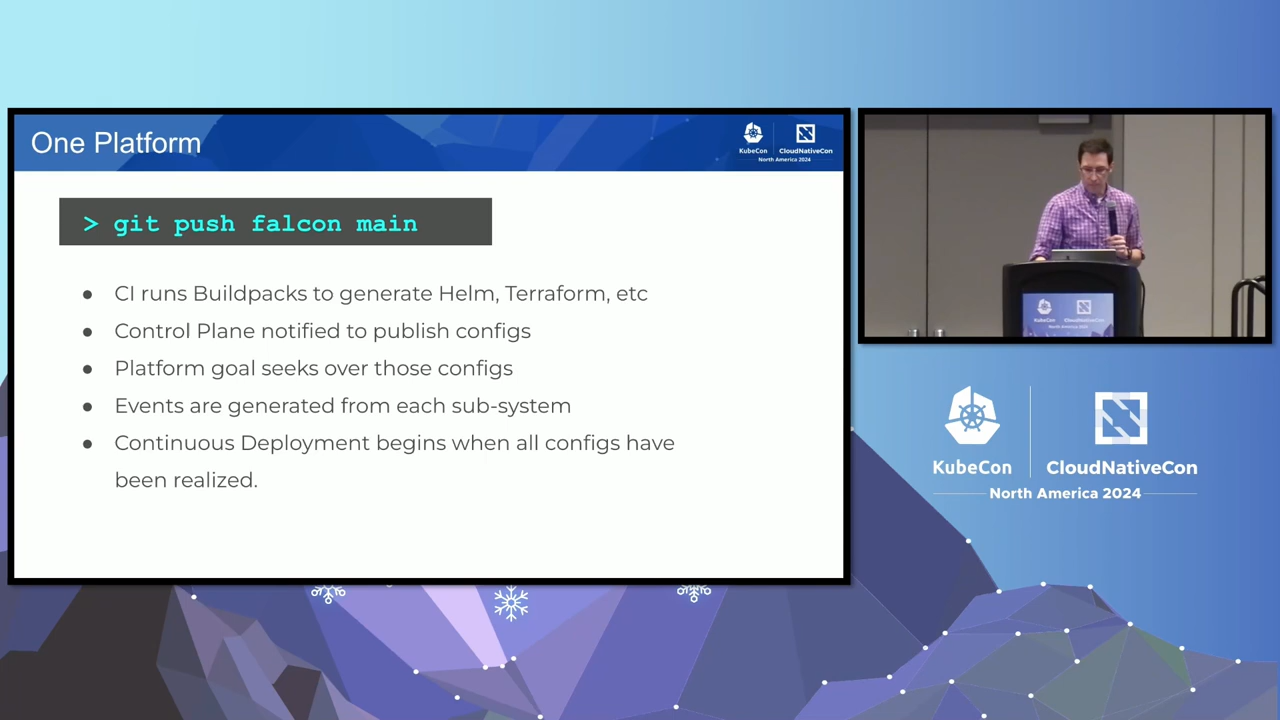 One Platform
KubeCon
CloudNativeCon
North America 2024
> git push falcon main
● CI runs Buildpacks to generate Helm, Terraform, etc
● Control Plane notified to publish configs
● Platform goal seeks over those configs
● Events are generated from each sub-system
● Continuous Deployment begins when all configs have
been realized.
KubeCon
CloudNativeCon
North America 2024